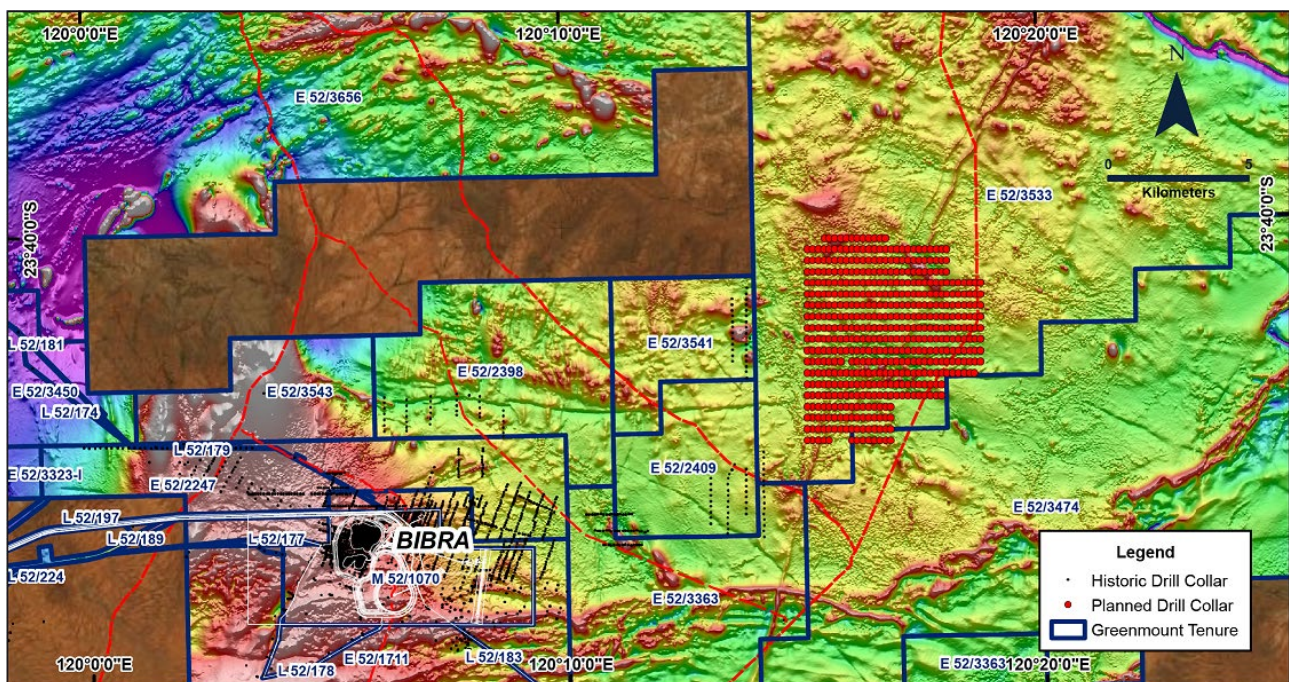 120°0'0"E
120°10'0"E
120°20'0"E
N
E 52/3656
0
5
Kilometers
E 52/3533
23°40'0"S
23°40'0"S
L 52/181
E 52/3541
E 52/2398
E 52/3450
E 52/3543
L 52/174
L 52/179
E 52/3323-I
E 52/2247
E 52/2409
L 52/197
L 52/189
L 52/177
BIBRA
E 52/3474
L 52/224
M 52/1070
E 52/3363
Legend
Historic Drill Collar
Planned Drill Collar
Greenmount Tenure
120°0'0"E
L 52/178
E 52/1711
L 52/183
120°10'0"E
E 52/3363
120°20'0"E